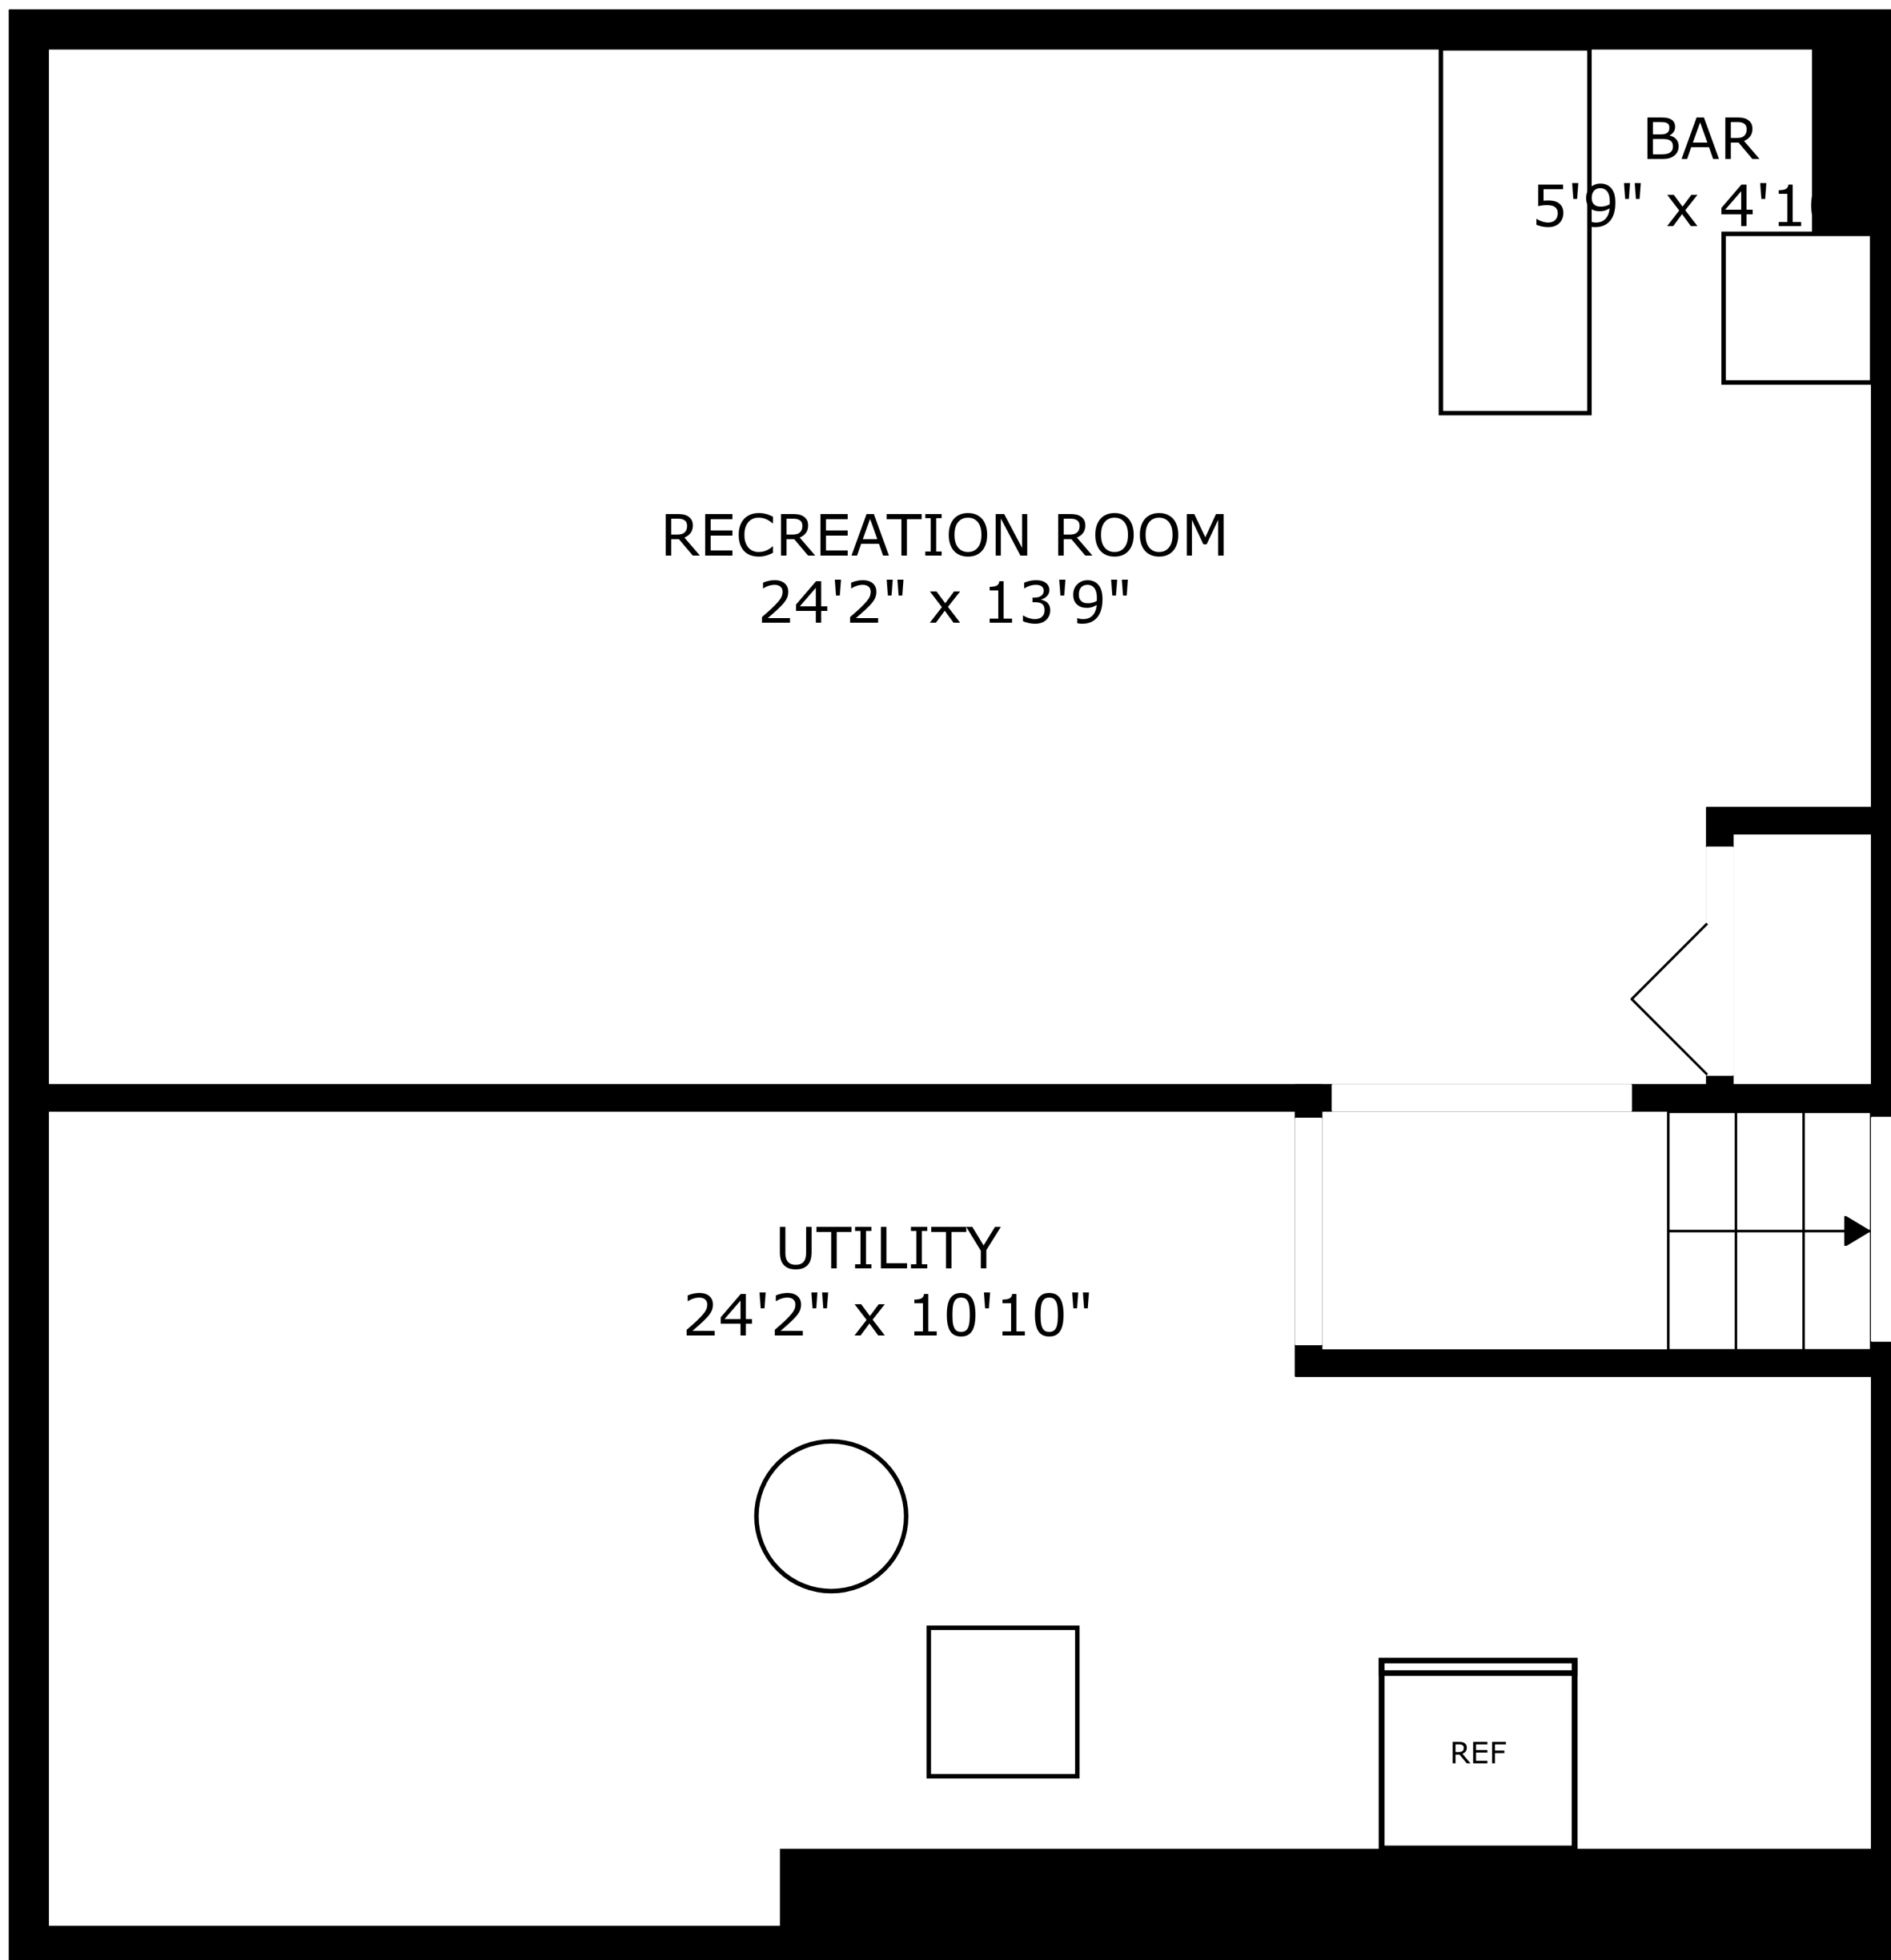 BAR
5'9" x 4'1
RECREATION ROOM
24'2" x 13'9"
UTILITY
24'2" x 10'10"
REF